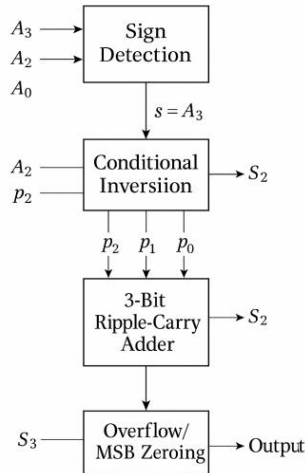 A₃
A₂
A₀
Sign
Detection
s = A₃
A₂
p₂
Conditional
Inversiion
S₂
p₂ p₁ p₀
3-Bit
Ripple-Carry
Adder
S₂
S₃
Overflow/
MSB Zeroing
Output